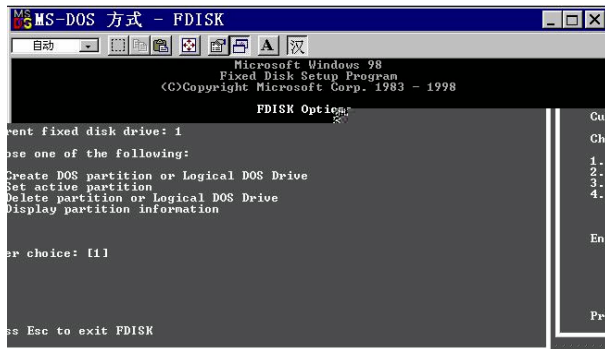 MS-DOS 方式 - FDISK
自动
A 汉
Microsoft Windows 98
Fixed Disk Setup Program
(C)Copyright Microsoft Corp. 1983 - 1998
FDISK Options
rent fixed disk drive: 1
ose one of the following:
Create DOS partition or Logical DOS Drive
Set active partition
Delete partition or Logical DOS Drive
Display partition information
er choice: [1]
ss Esc to exit FDISK
Cu
Ch
1.
2.
3.
4.
En
Pr